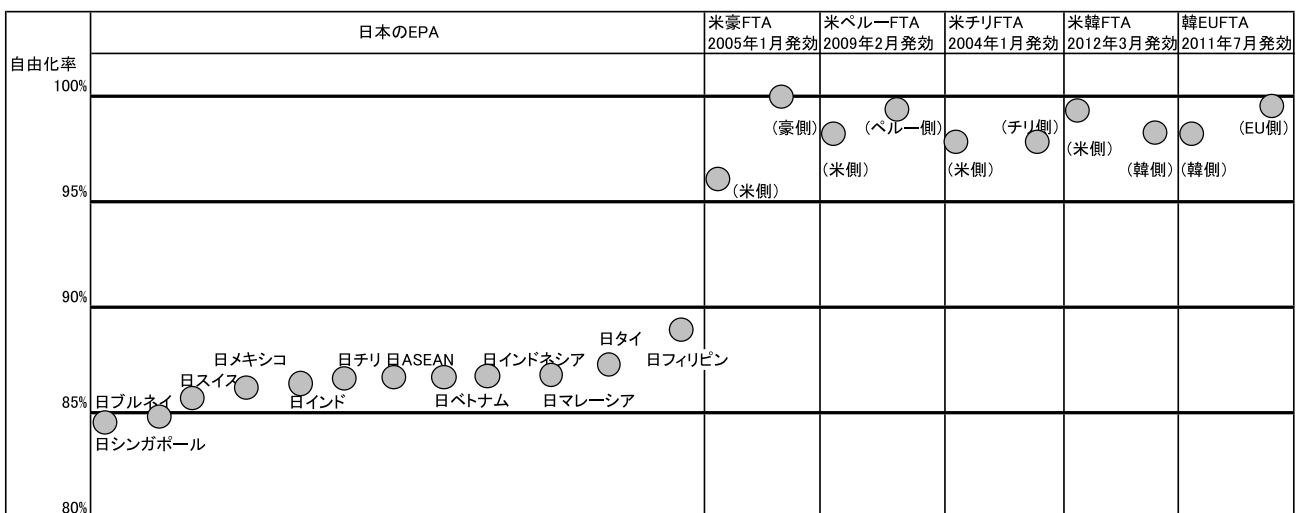 日本のEPA
米豪FTA
2005年1月発効
米ペルーFTA
2009年2月発効
米チリFTA
2004年1月発効
米韓FTA
2012年3月発効
韓EUFTA
2011年7月発効
自由化率
100%
(豪側)
(ペルー側)
(チリ側)
(EU側)
(米側)
(米側)
(米側)
(米側)
(韓側)
(韓側)
95%
90%
日タイ
日メキシコ
日チリ
日ASEAN
日インドネシア
日フィリピン
日スイス
日ブルネイ
日インド
日ベトナム
日マレーシア
85%
日シンガポール
80%